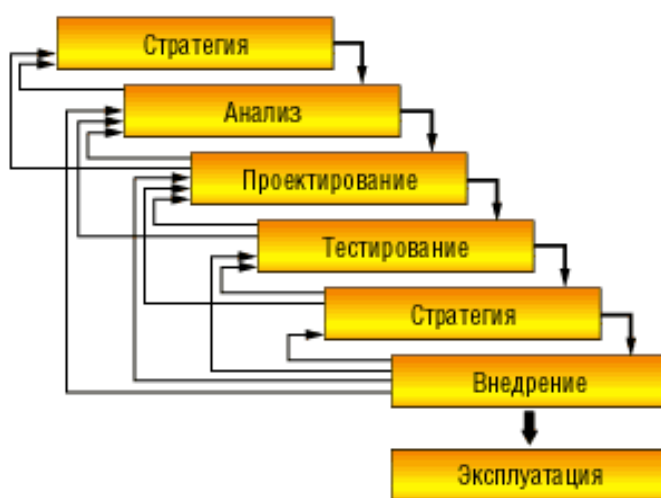 Стратегия
Анализ
Проектирование
Тестирование
Стратегия
Внедрение
Эксплуатация